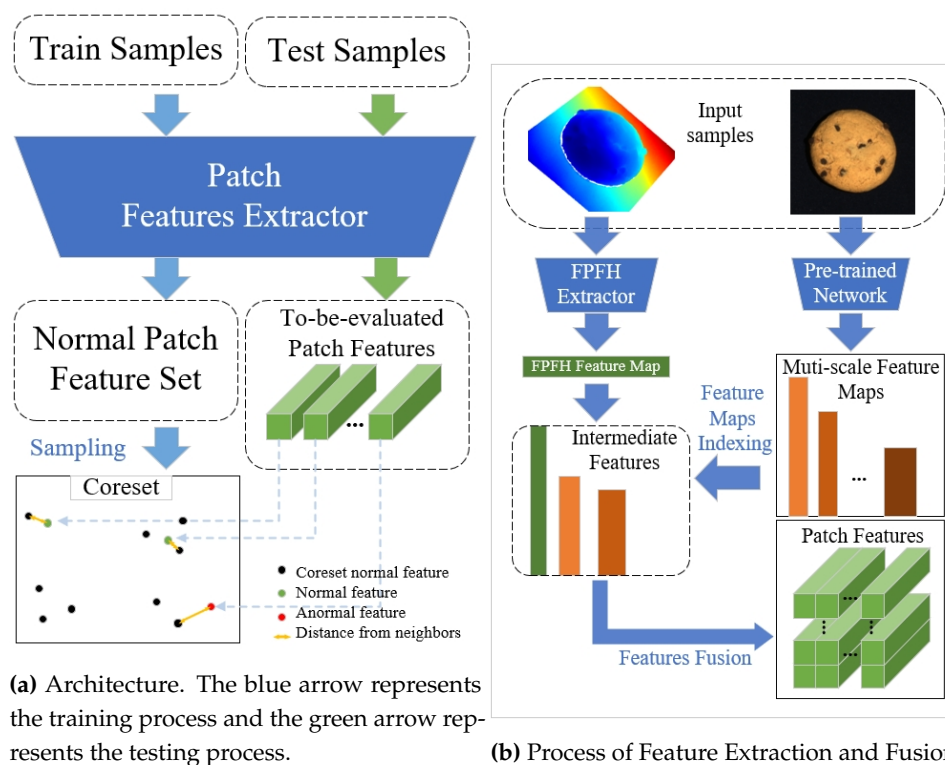 Train Samples
Test Samples
Patch
Features Extractor
Normal Patch
Feature Set
To-be-evaluated
Patch Features
...
Sampling
Coreset
Coreset normal feature
Normal feature
Anormal feature
Distance from neighbors
(a) Architecture. The blue arrow represents
the training process and the green arrow rep-
resents the testing process.
Input
samples
FPFH
Extractor
Pre-trained
Network
FPFH Feature Map
Muti-scale Feature
Maps
...
Feature
Maps
Indexing
Intermediate
Features
Patch Features
...
...
Features Fusion
(b) Process of Feature Extraction and Fusion